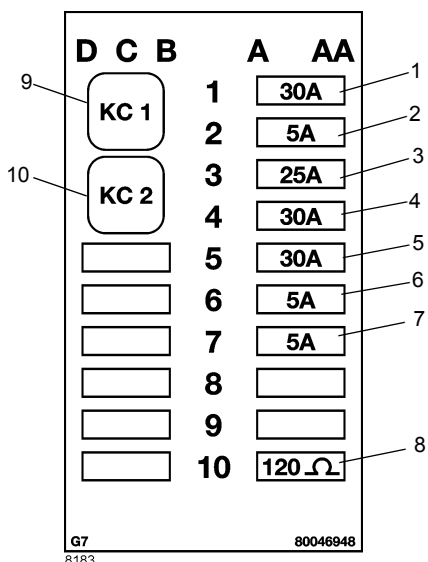 D C B A AA
9 KC 1 1 30A 1
2 5A 2
10 KC 2 3 25A 3
4 30A 4
5 30A 5
6 5A 6
7 5A 7
8
9
10 120 Ω 8
G7 80046948
8183